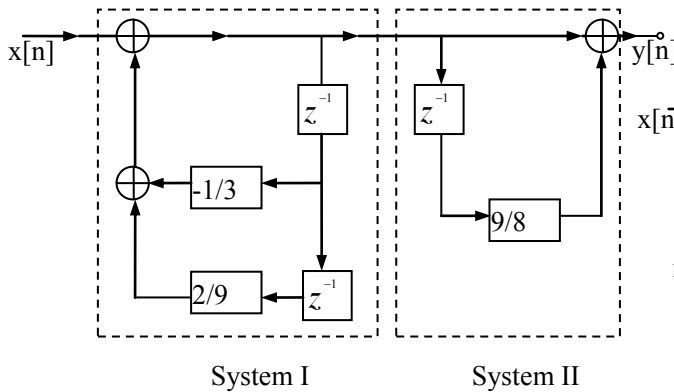 x[n]
y[n]
z⁻¹
z⁻¹
x[n
-1/3
9/8
2/9
z⁻¹
System I
System II